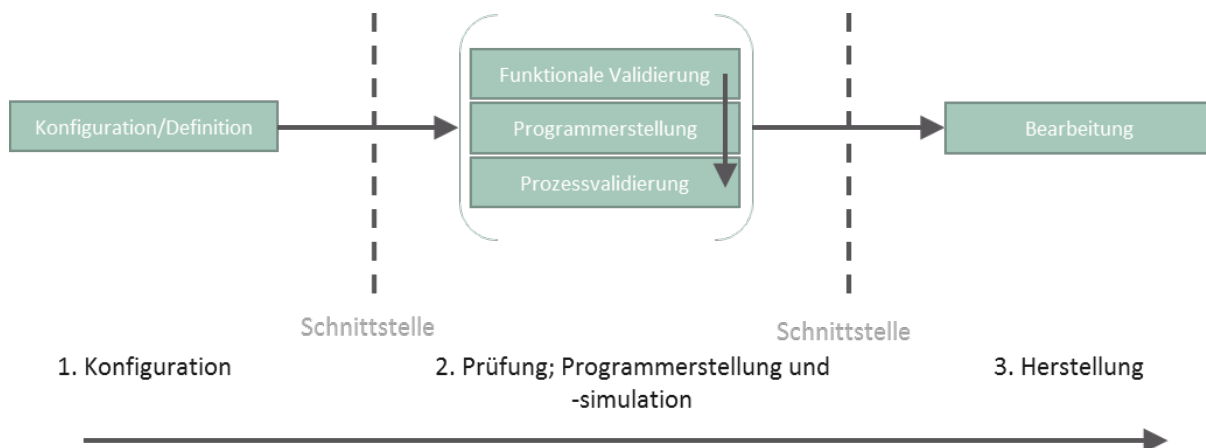 Funktionale Validierung
Konfiguration/Definition
Programmerstellung
Bearbeitung
Prozessvalidierung
Schnittstelle
Schnittstelle
1. Konfiguration
2. Prüfung; Programmerstellung und
-simulation
3. Herstellung